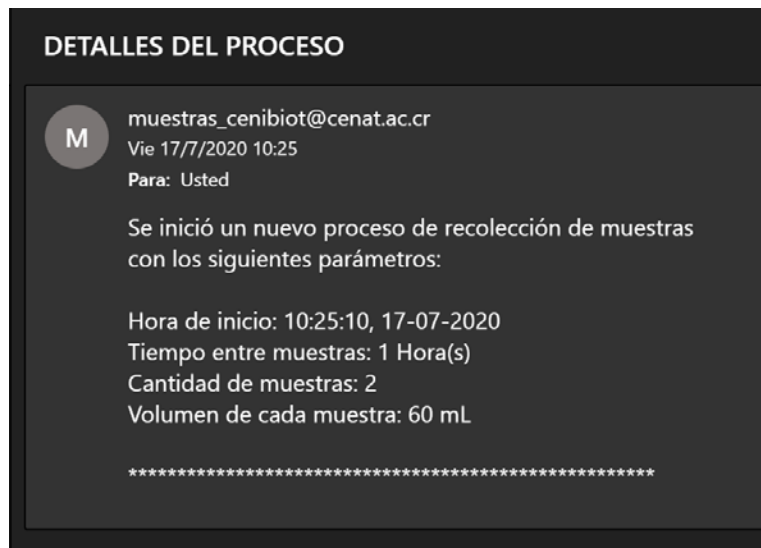 DETALLES DEL PROCESO
M
muestras_cenibiot@cenat.ac.cr
Vie 17/7/2020 10:25
Para: Usted
Se inició un nuevo proceso de recolección de muestras
con los siguientes parámetros:
Hora de inicio: 10:25:10, 17-07-2020
Tiempo entre muestras: 1 Hora(s)
Cantidad de muestras: 2
Volumen de cada muestra: 60 mL
******************************************************